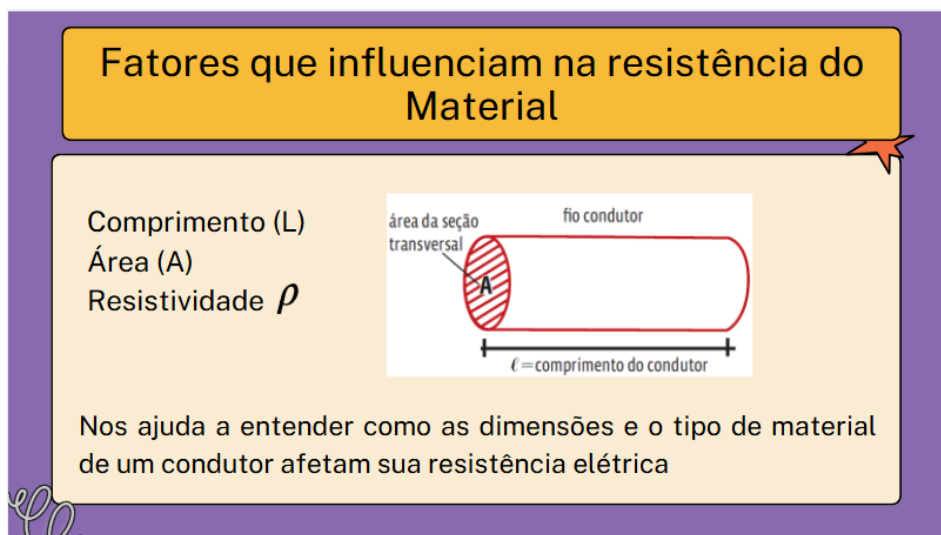 Fatores que influenciam na resistência do
Material
Comprimento (L)
Área (A)
Resistividade ρ
área da seção
transversal
fio condutor
A
ℓ=comprimento do condutor
Nos ajuda a entender como as dimensões e o tipo de material
de um condutor afetam sua resistência elétrica